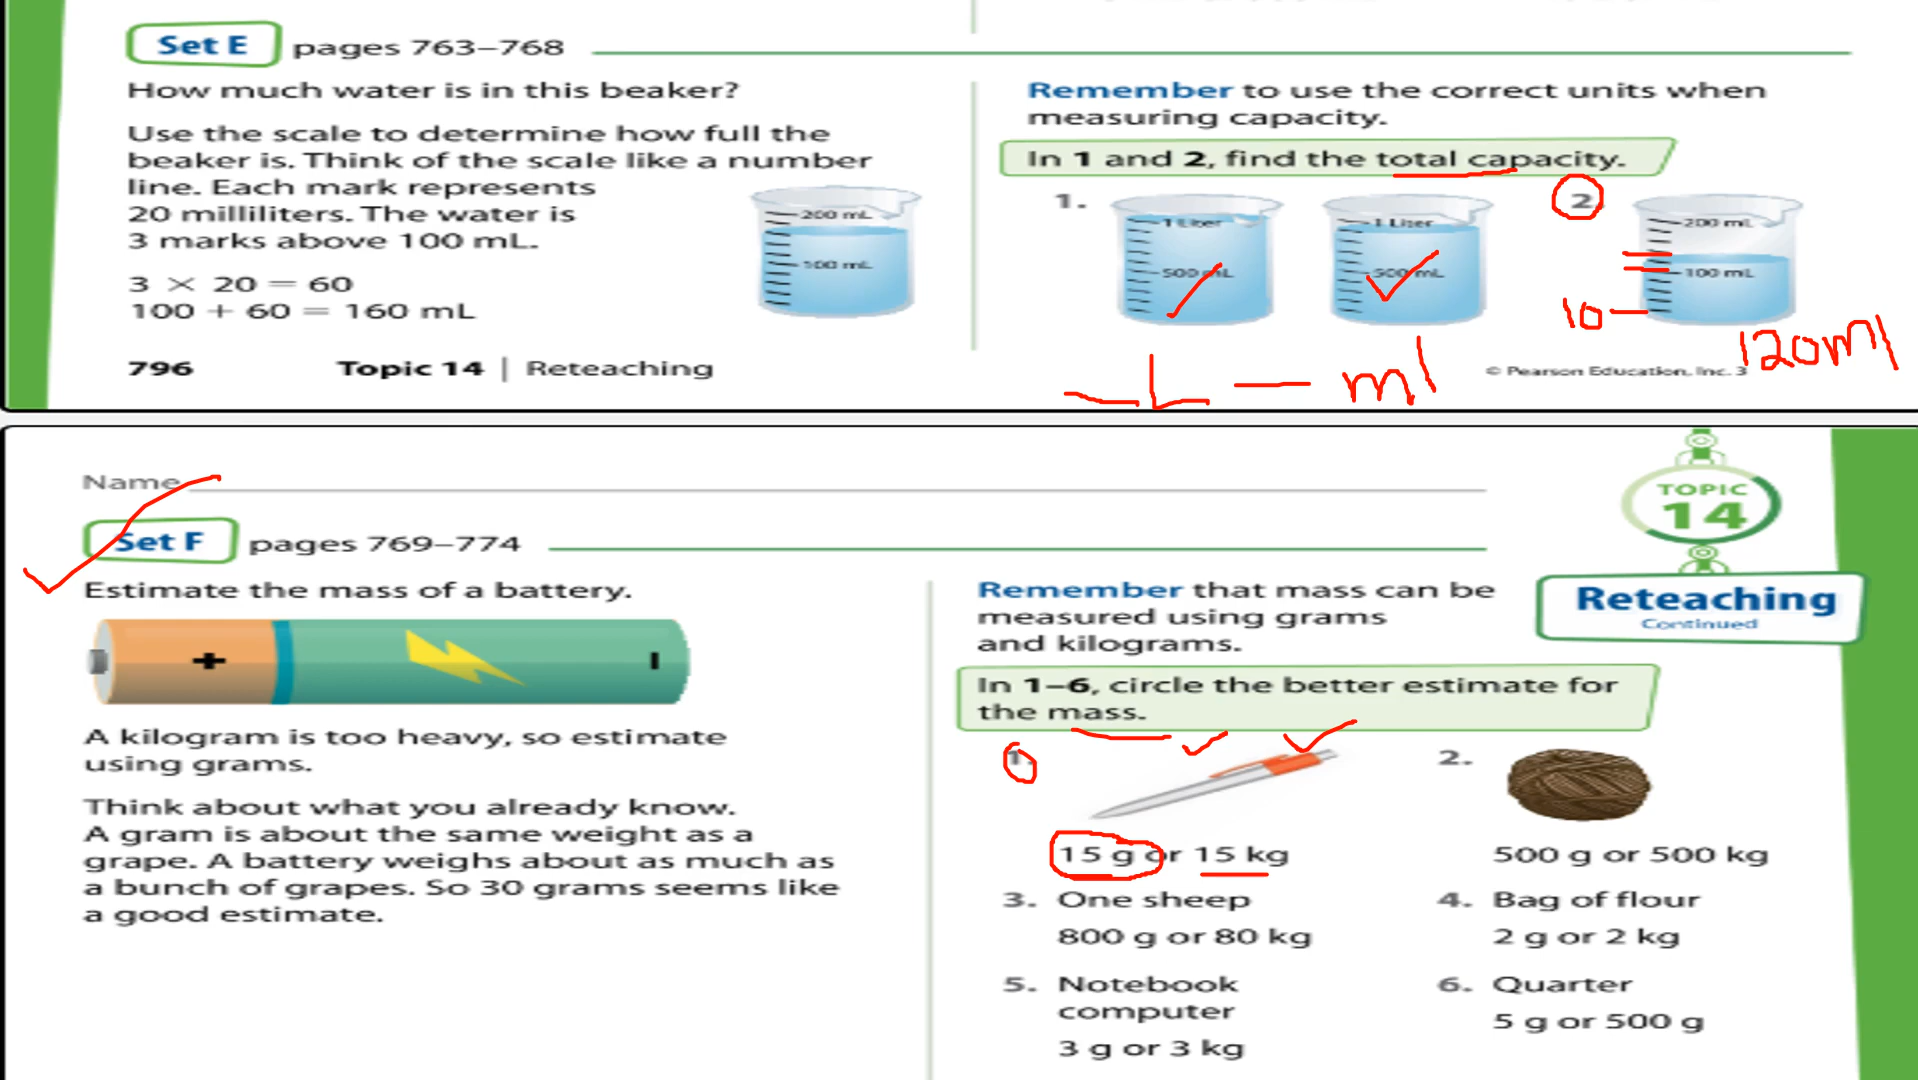 Set E pages 763–768
How much water is in this beaker?
Use the scale to determine how full the
beaker is. Think of the scale like a number
line. Each mark represents
20 milliliters. The water is
3 marks above 100 mL.
200 mL
100 mL
3 × 20 = 60
100 + 60 = 160 mL
796 Topic 14 | Reteaching
Remember to use the correct units when
measuring capacity.
In 1 and 2, find the total capacity.
1.
1 Liter
500 mL
1 Liter
500 mL
2
200 mL
100 mL
10
120ml
L ml
© Pearson Education, Inc. 3
Name
TOPIC
14
Reteaching
Continued
Set F pages 769–774
Estimate the mass of a battery.
+
A kilogram is too heavy, so estimate
using grams.
Think about what you already know.
A gram is about the same weight as a
grape. A battery weighs about as much as
a bunch of grapes. So 30 grams seems like
a good estimate.
Remember that mass can be
measured using grams
and kilograms.
In 1–6, circle the better estimate for
the mass.
1.
15 g or 15 kg
2.
500 g or 500 kg
3. One sheep
800 g or 80 kg
4. Bag of flour
2 g or 2 kg
5. Notebook
computer
3 g or 3 kg
6. Quarter
5 g or 500 g